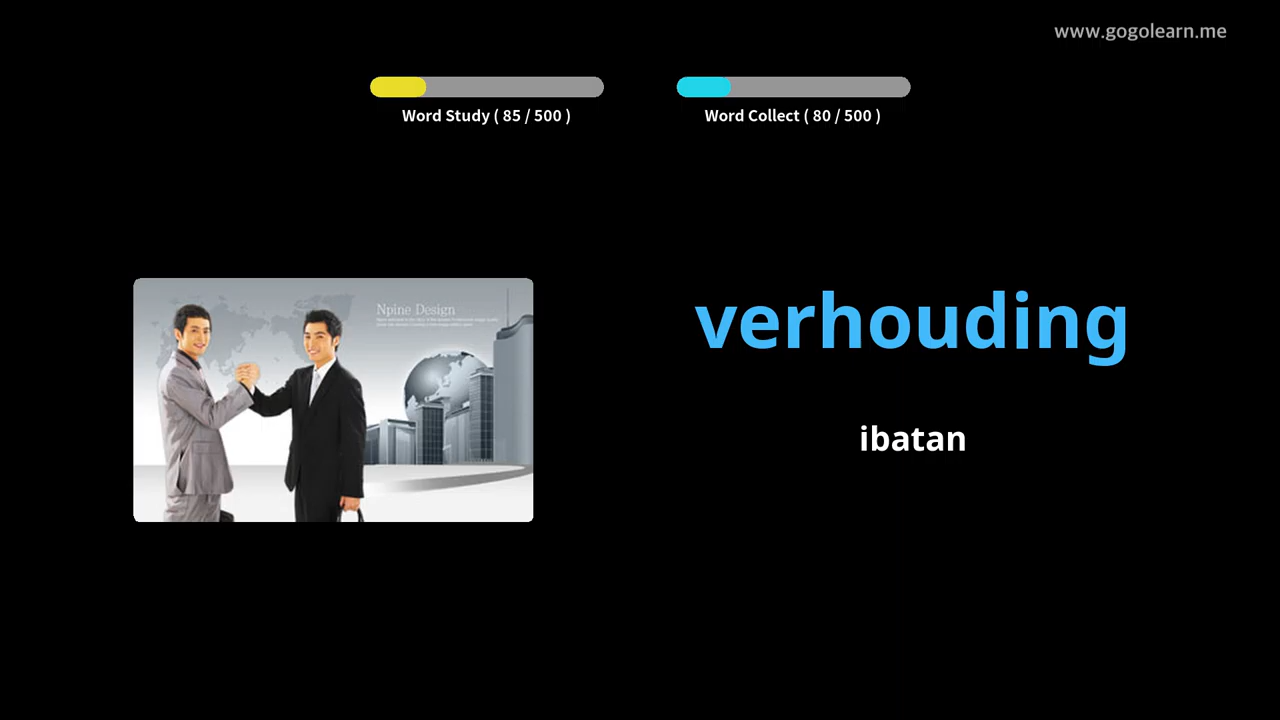 www.gogolearn.me
Word Study ( 85 / 500 )
Word Collect ( 80 / 500 )
Npine Design
verhouding
ibatan